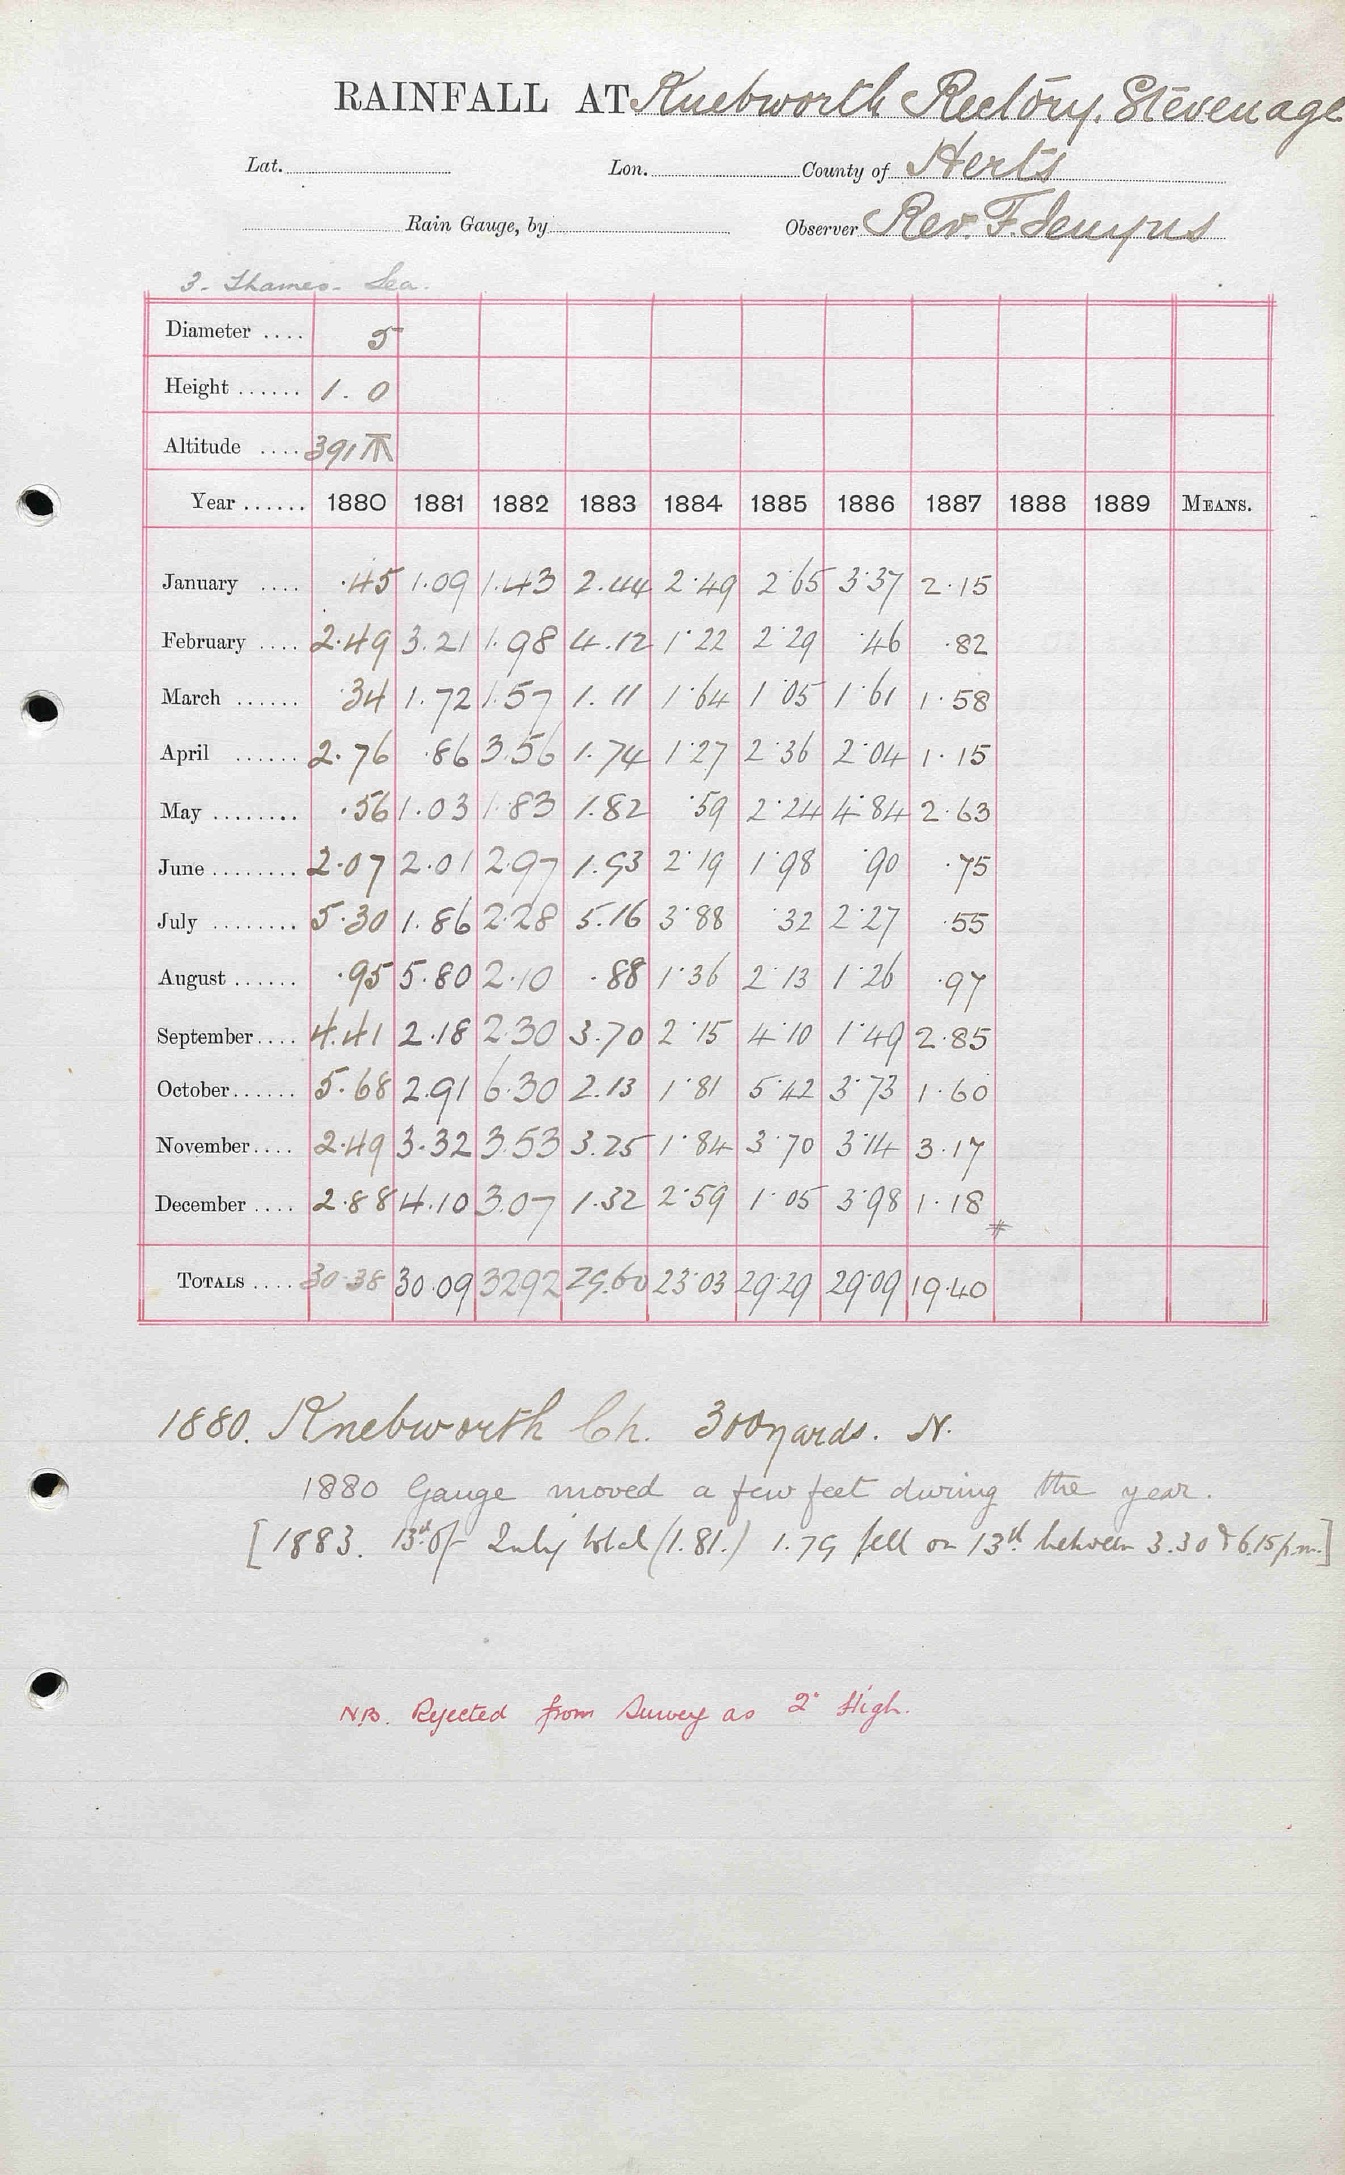 RAINFALL AT Knebworth Rectory. Stevenage
Lat. Lon. County of Herts
Rain Gauge, by Observer Rev. F.
3. Thames. Lea.
Diameter .... 5
Height ...... 1. 0
Altitude .... 391
Year ...... 1880 1881 1882 1883 1884 1885 1886 1887 1888 1889 MEANS.
January .... .45 1.09 1.43 2.44 2.49 2.65 3.37 2.15
February .... 2.49 3.21 1.98 4.12 1.22 2.29 .46 .82
March ...... .34 1.72 1.57 1.11 1.64 1.05 1.61 1.58
April ...... 2.76 .86 3.56 1.74 1.27 2.36 2.04 1.15
May ........ .56 1.03 1.83 1.82 .59 2.24 4.84 2.63
June ........ 2.07 2.01 2.97 1.93 2.19 1.98 .90 .75
July ........ 5.30 1.86 2.28 5.16 3.88 .32 2.27 .55
August ...... .95 5.80 2.10 .88 1.36 2.13 1.26 .97
September.... 4.41 2.18 2.30 3.70 2.15 4.10 1.49 2.85
October...... 5.68 2.91 6.30 2.13 1.81 5.42 3.73 1.60
November.... 2.49 3.32 3.53 3.25 1.84 3.70 3.14 3.17
December .... 2.88 4.10 3.07 1.32 2.59 1.05 3.98 1.18 #
TOTALS .... 30.38 30.09 32.92 29.60 23.03 29.29 29.09 19.40
1880. Knebworth Ch. 300 yards. N.
1880 Gauge moved a few feet during the year.
[1883. 13th Of July total (1.81.) 1.79 fell on 13th between 3.30 & 6.15 p.m.]
N.B. Rejected from Survey as 2" High.